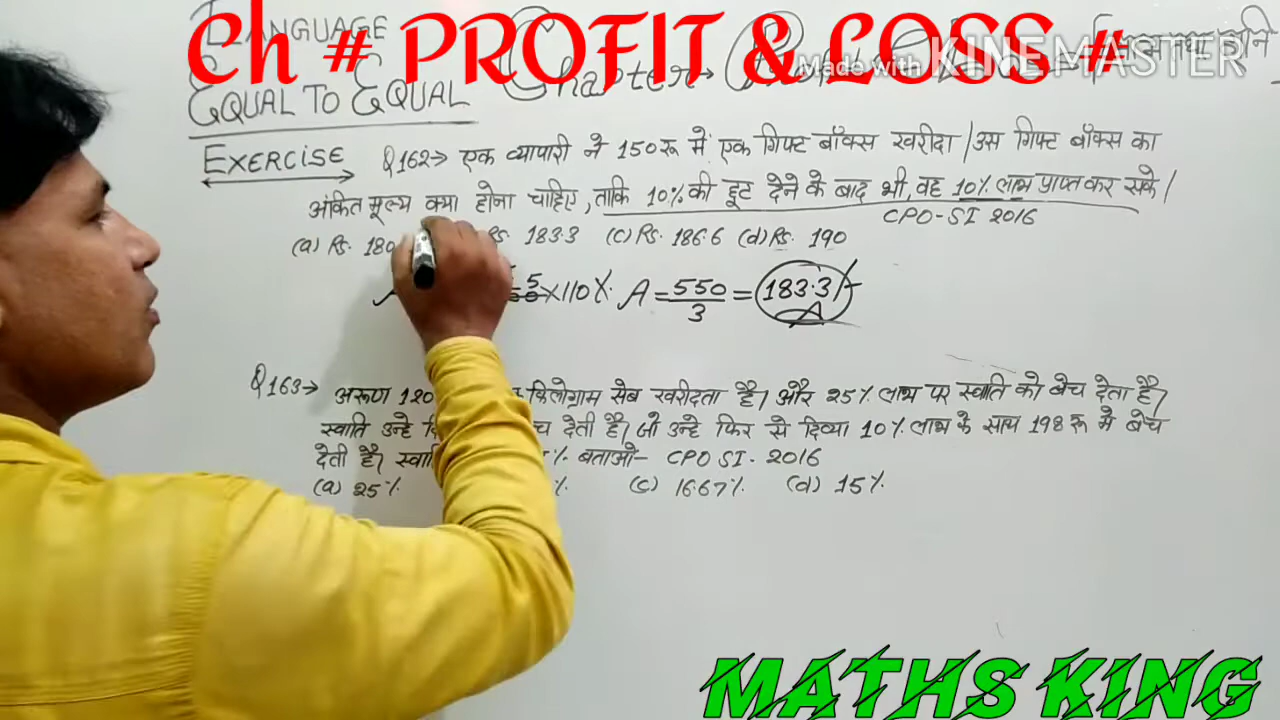 LANGUAGE
Ch # PROFIT & LOSS #
Made with KINEMASTER
EQUAL TO EQUAL Chapter→
EXERCISE Q162→ एक व्यापारी ने 150रू में एक गिफ्ट बॉक्स खरीदा |उस गिफ्ट बॉक्स का
अंकित मूल्य क्या होना चाहिए, ताकि 10% की छूट देने के बाद भी, वह 10% लाभ प्राप्त कर सके|
CPO-SI 2016
(a) Rs. 180 Rs. 183.3 (c) Rs. 186.6 (d) Rs. 190
×110%. A = 550/3 = 183.3/-
A
Q163→ अरूण 120 किलोग्राम सेब खरीदता है| और 25% लाभ पर स्वाति को बेच देता है|
स्वाति उन्हे बेच देती है| जो उन्हे फिर से दिव्या 10% लाभ के साथ 198 रू मे बेच
देती है| % बताओ- CPO SI- 2016
(a) 25% % (c) 16.67% (d) 15%
MATHS KING